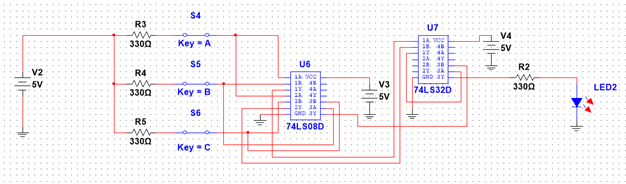 S4
R3
330Ω
Key = A
V2
5V
S5
R4
330Ω
Key = B
S6
R5
330Ω
Key = C
U6
1A VCC
1B 4B
1Y 4A
2A 4Y
2B 3B
2Y 3A
GND 3Y
74LS08D
V3
5V
U7
1A VCC
1B 4B
1Y 4A
2A 4Y
2B 3B
2Y 3A
GND 3Y
74LS32D
V4
5V
R2
330Ω
LED2